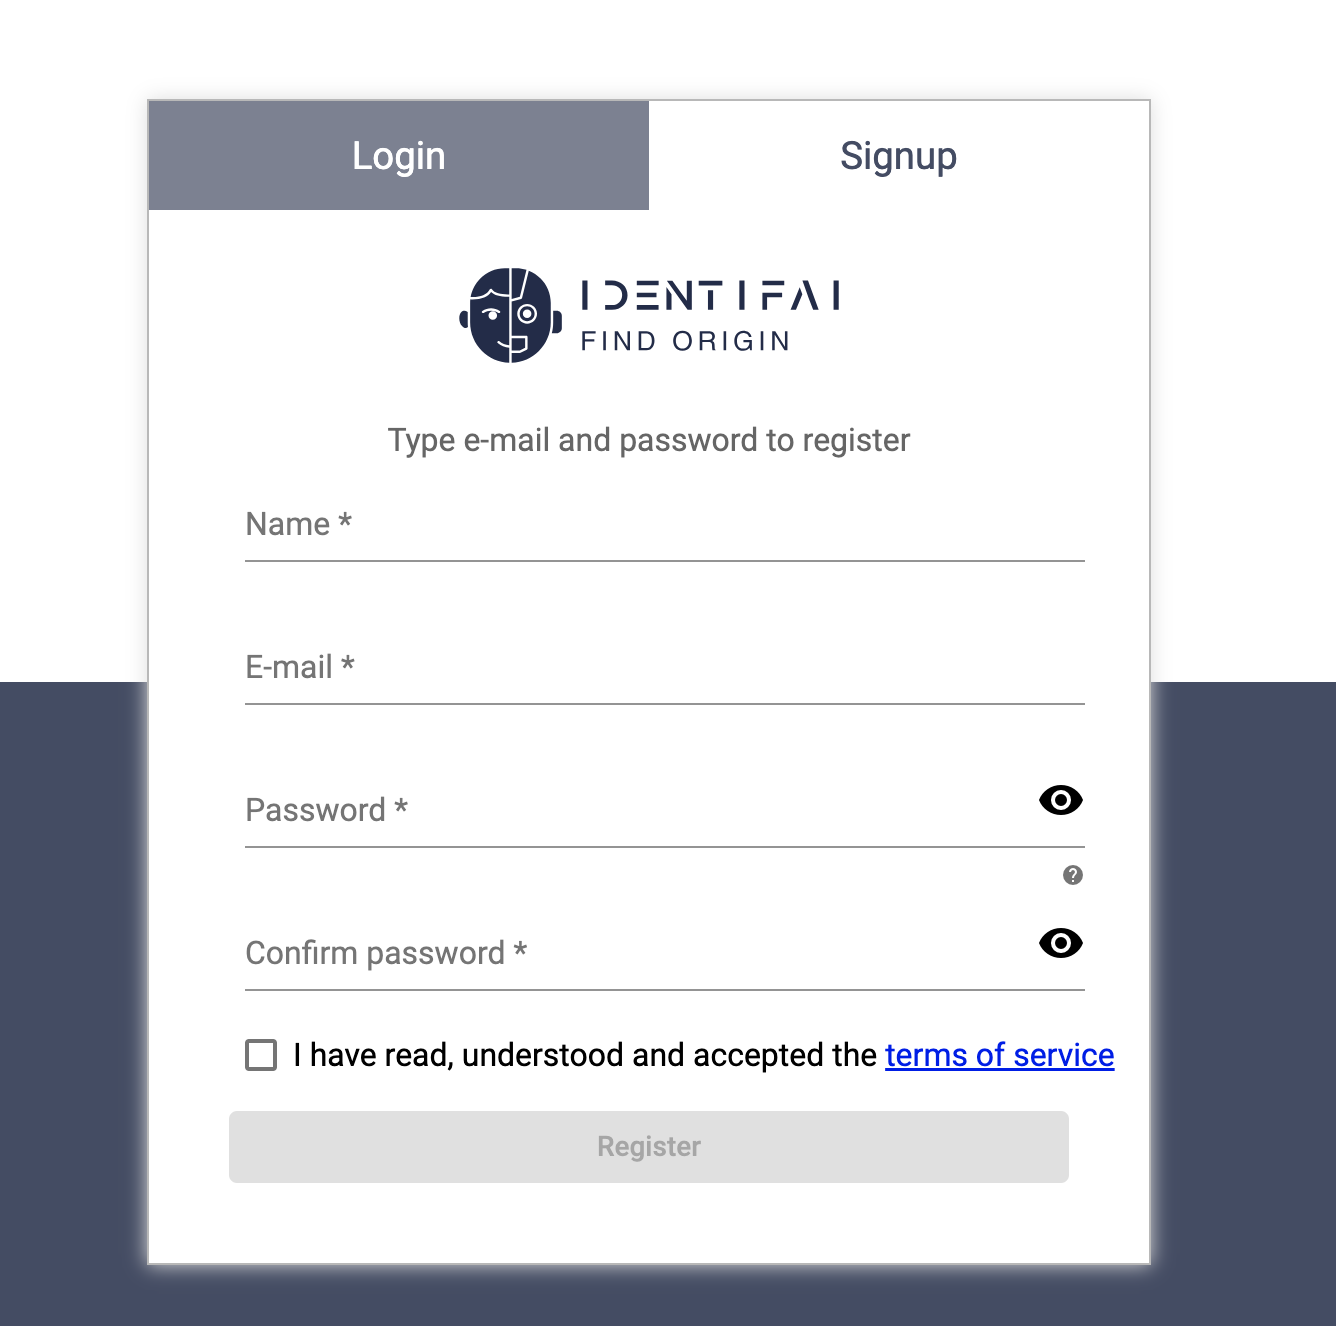 Login
Signup
IDENTIFAI
FIND ORIGIN
Type e-mail and password to register
Name *
E-mail *
Password *
?
Confirm password *
I have read, understood and accepted the terms of service
Register